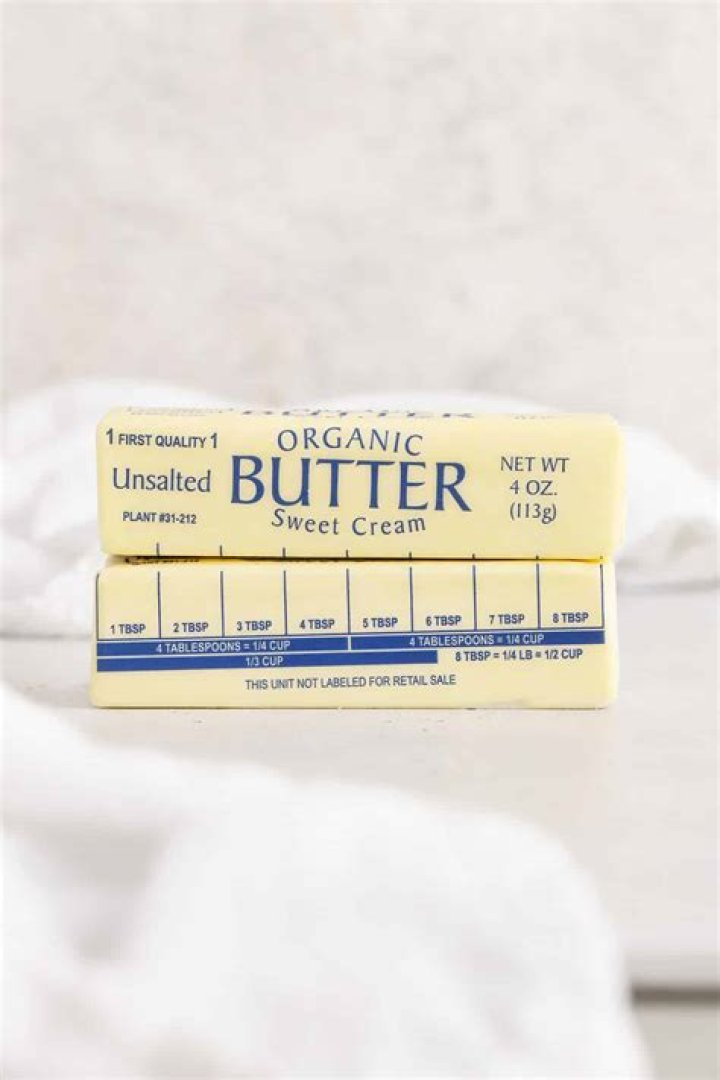 BUTTER
1 FIRST QUALITY 1
Unsalted
PLANT #31-212
ORGANIC
BUTTER
Sweet Cream
NET WT
4 OZ.
(113g)
1 TBSP 2 TBSP 3 TBSP 4 TBSP 5 TBSP 6 TBSP 7 TBSP 8 TBSP
4 TABLESPOONS = 1/4 CUP 4 TABLESPOONS = 1/4 CUP
1/3 CUP 8 TBSP = 1/4 LB = 1/2 CUP
THIS UNIT NOT LABELED FOR RETAIL SALE